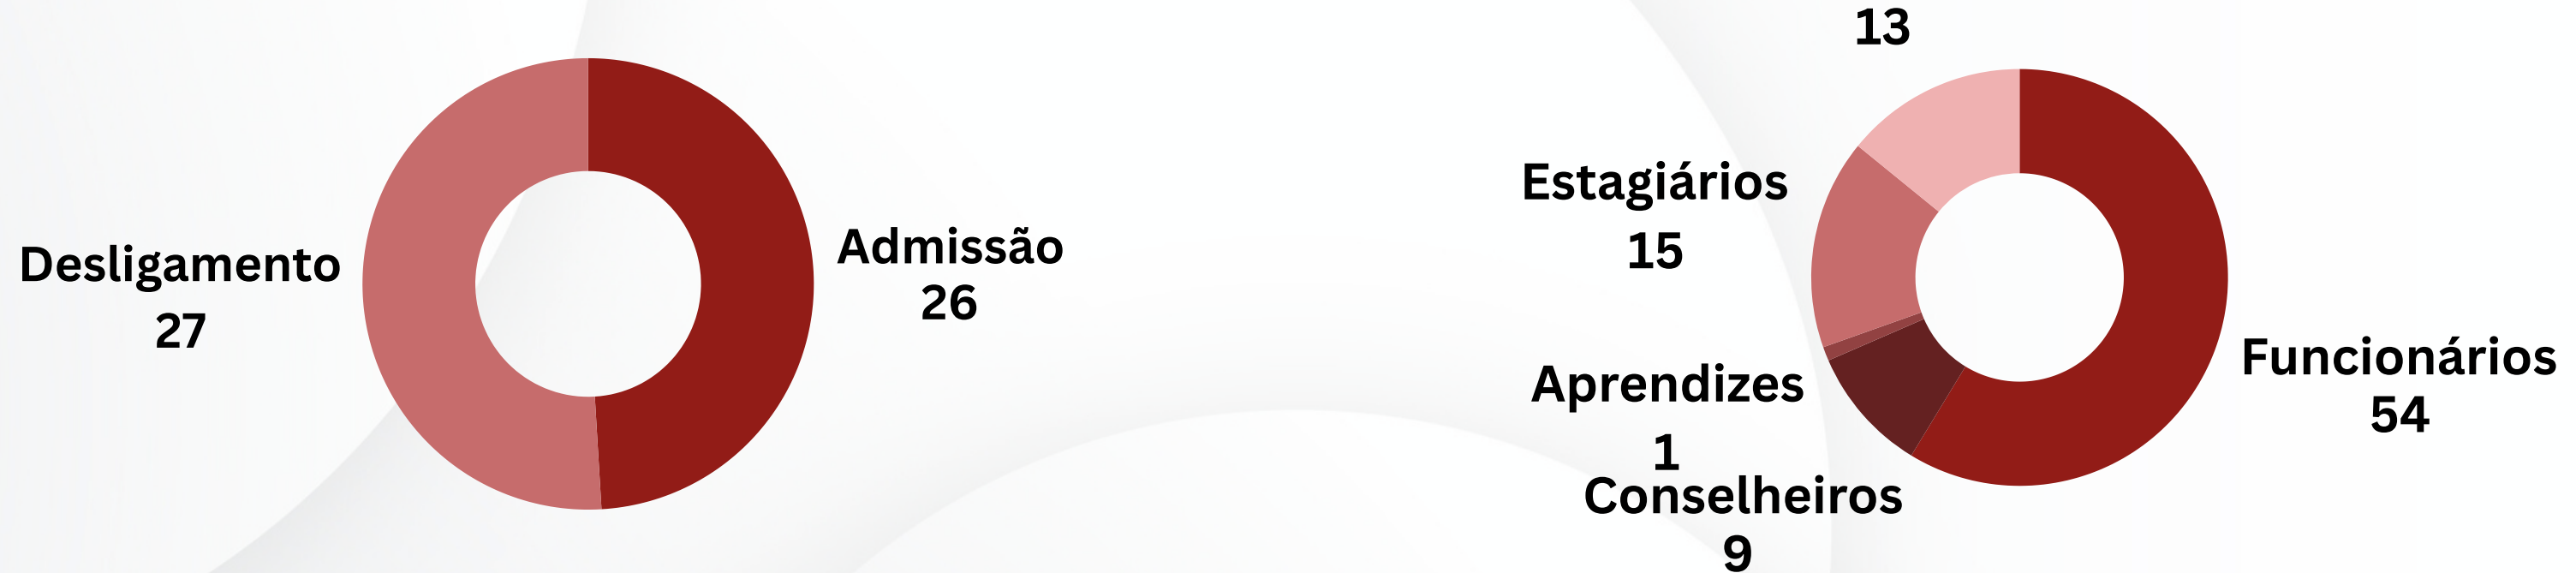 Desligamento
27
Admissão
26
13
Estagiários
15
Aprendizes
1
Conselheiros
9
Funcionários
54